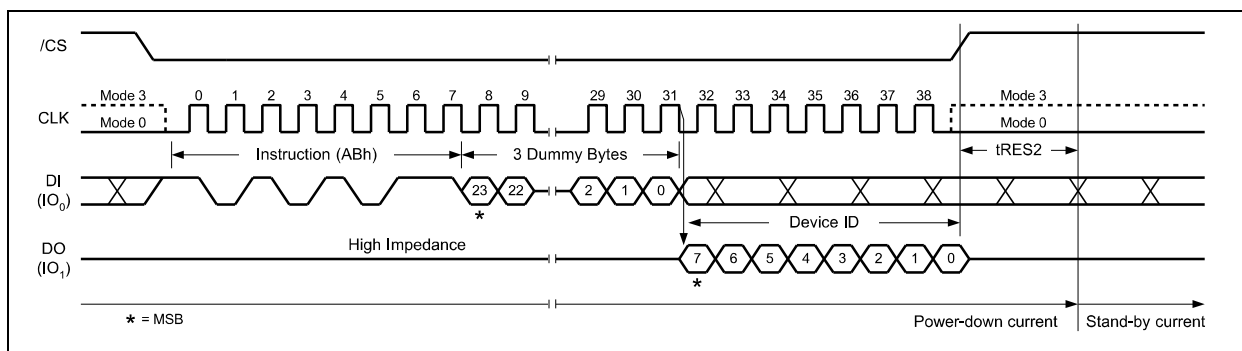 /CS
Mode 3 0 1 2 3 4 5 6 7 8 9 29 30 31 32 33 34 35 36 37 38 Mode 3
CLK Mode 0 Mode 0
Instruction (ABh) 3 Dummy Bytes tRES2
DI (IO0) 23 22 2 1 0
* Device ID
High Impedance
DO (IO1) 7 6 5 4 3 2 1 0
*
* = MSB Power-down current Stand-by current